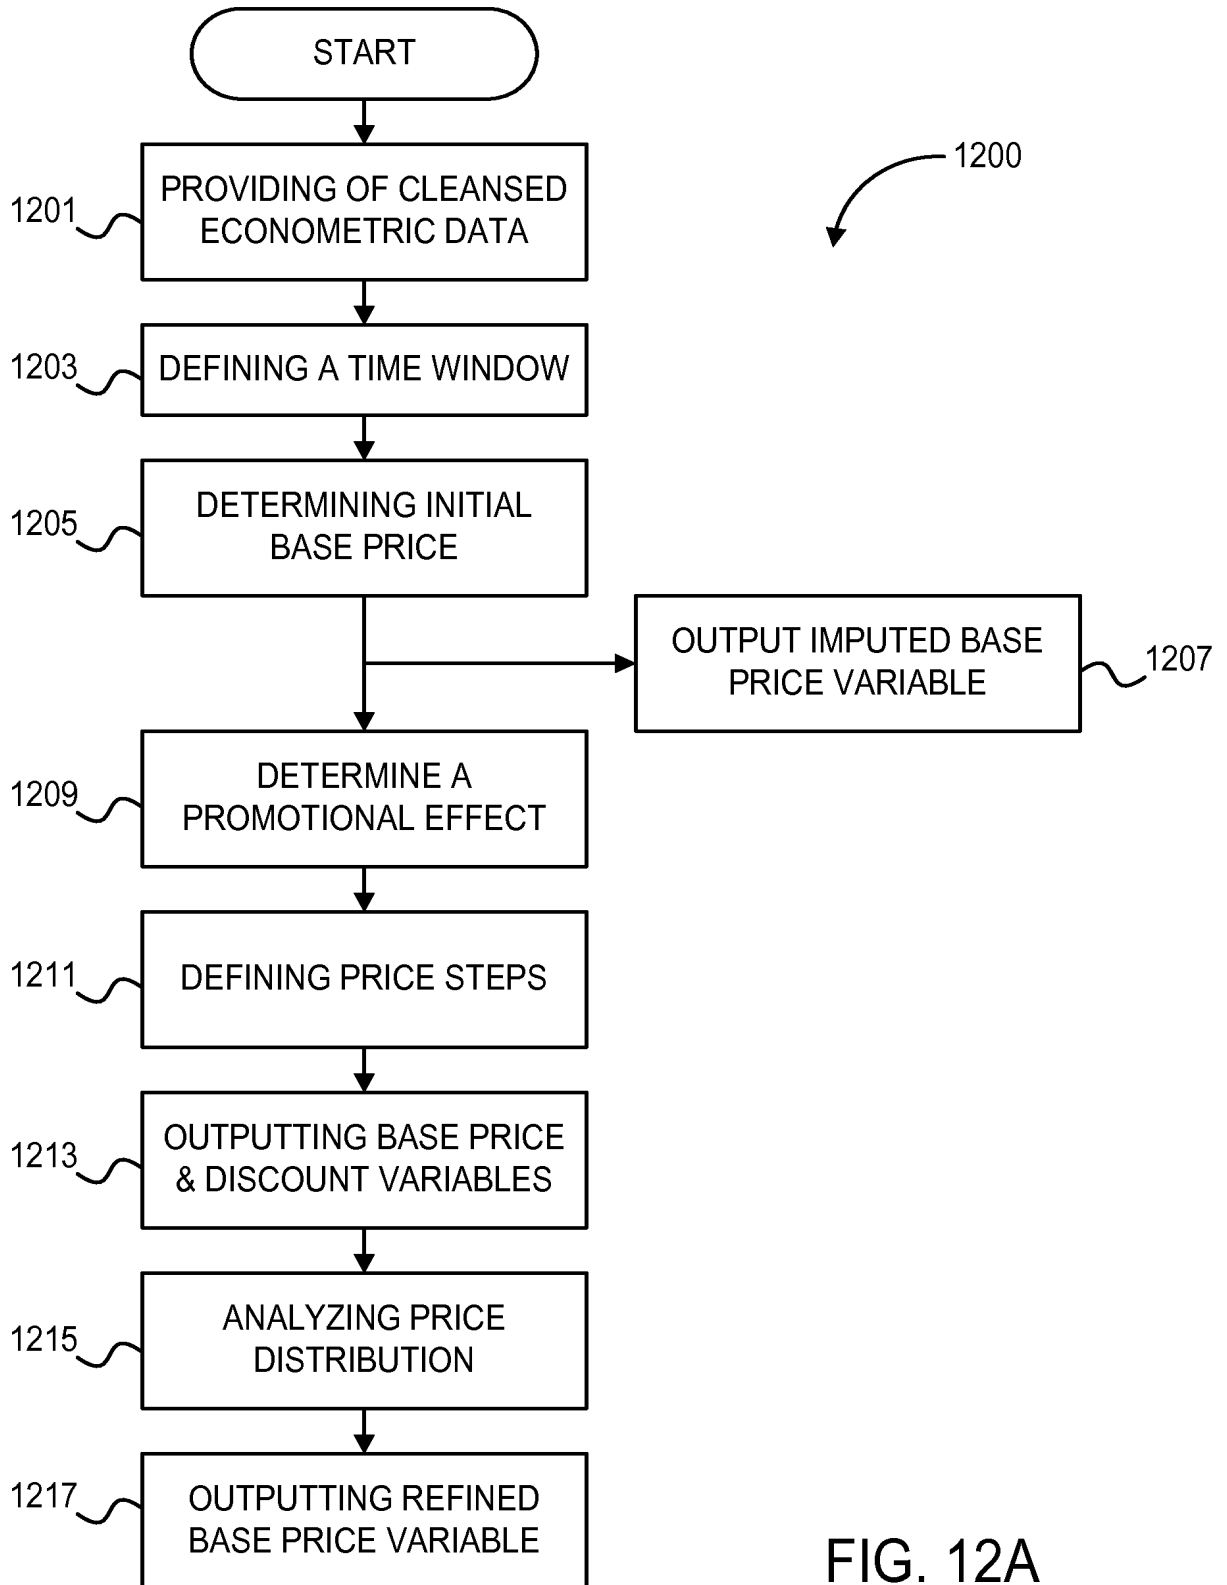 START
1200
1201
PROVIDING OF CLEANSED
ECONOMETRIC DATA
1203
DEFINING A TIME WINDOW
1205
DETERMINING INITIAL
BASE PRICE
OUTPUT IMPUTED BASE
PRICE VARIABLE
1207
1209
DETERMINE A
PROMOTIONAL EFFECT
1211
DEFINING PRICE STEPS
1213
OUTPUTTING BASE PRICE
& DISCOUNT VARIABLES
1215
ANALYZING PRICE
DISTRIBUTION
1217
OUTPUTTING REFINED
BASE PRICE VARIABLE
FIG. 12A